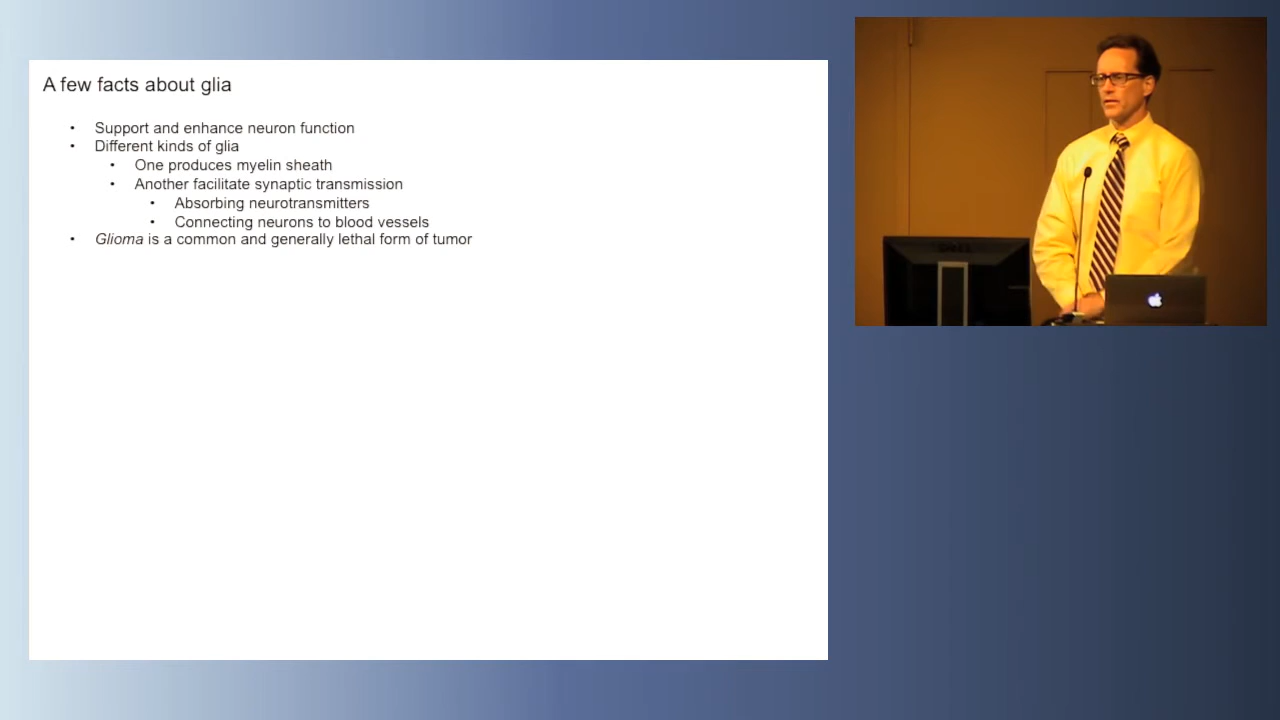 A few facts about glia
• Support and enhance neuron function
• Different kinds of glia
• One produces myelin sheath
• Another facilitate synaptic transmission
• Absorbing neurotransmitters
• Connecting neurons to blood vessels
• Glioma is a common and generally lethal form of tumor
DELL